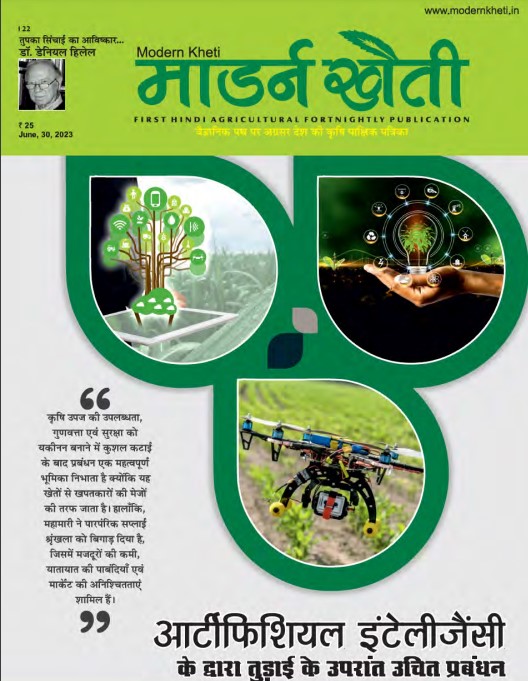 www.modernkheti,in
। 22
तुपका सिंचाई का आविष्कार...
डॉ. डेनियल हिलेल
₹ 25
June, 30, 2023
Modern Kheti
माडर्न खेती
FIRST HINDI AGRICULTURAL FORTNIGHTLY PUBLICATION
वैज्ञानिक पथ पर अग्रसर देश की कृषि पाक्षिक पत्रिका
“
कृषि उपज की उपलब्धता,
गुणवत्ता एवं सुरक्षा को
यकीनन बनाने में कुशल कटाई
के बाद प्रबंधन एक महत्वपूर्ण
भूमिका निभाता है क्योंकि यह
खेतों से खपतकारों की मेजों
की तरफ जाता है। हालाँकि,
महामारी ने पारंपरिक सप्लाई
श्रृंखला को बिगाड़ दिया है,
जिसमें मजदूरों की कमी,
यातायात की पाबंदियाँ एवं
मार्केट की अनिश्चितताएं
शामिल हैं।
”
आर्टीफिशियल इंटेलीजैंसी
के द्वारा तुड़ाई के उपरांत उचित प्रबंधन